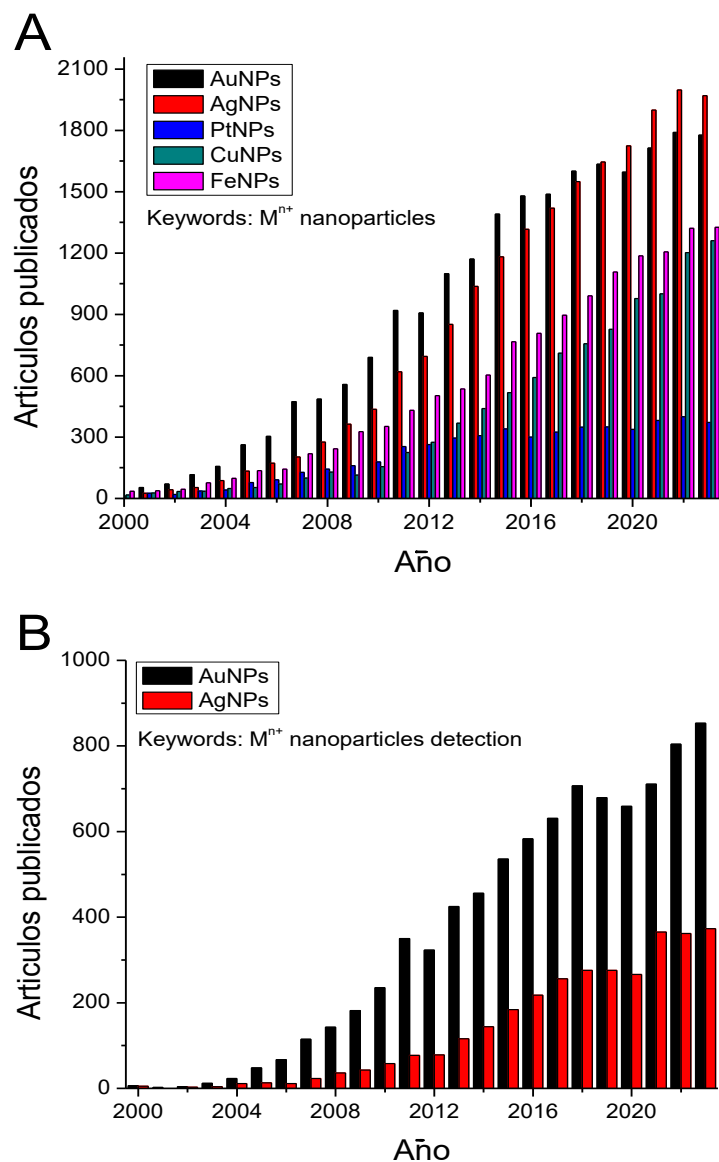 A
2100
1800
1500
1200
900
600
300
0
Articulos publicados
AuNPs
AgNPs
PtNPs
CuNPs
FeNPs
Keywords: Mⁿ⁺ nanoparticles
2000 2004 2008 2012 2016 2020
Año
B
1000
800
600
400
200
0
Articulos publicados
AuNPs
AgNPs
Keywords: Mⁿ⁺ nanoparticles detection
2000 2004 2008 2012 2016 2020
Año